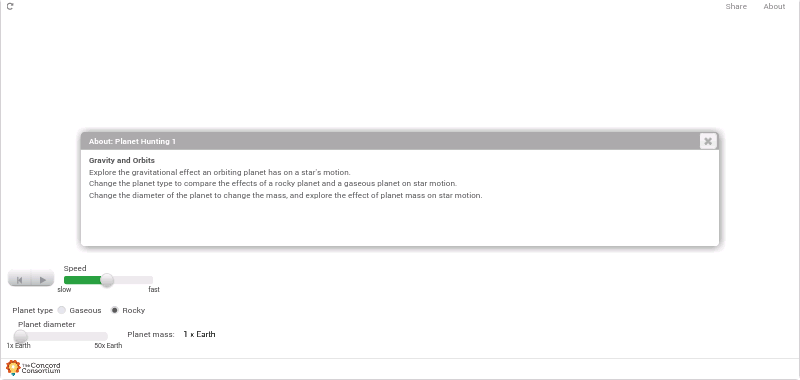 Share About
About: Planet Hunting 1
Gravity and Orbits
Explore the gravitational effect an orbiting planet has on a star's motion.
Change the planet type to compare the effects of a rocky planet and a gaseous planet on star motion.
Change the diameter of the planet to change the mass, and explore the effect of planet mass on star motion.
Speed
slow fast
Planet type Gaseous Rocky
Planet diameter
Planet mass: 1 x Earth
1x Earth 50x Earth
The Concord
Consortium